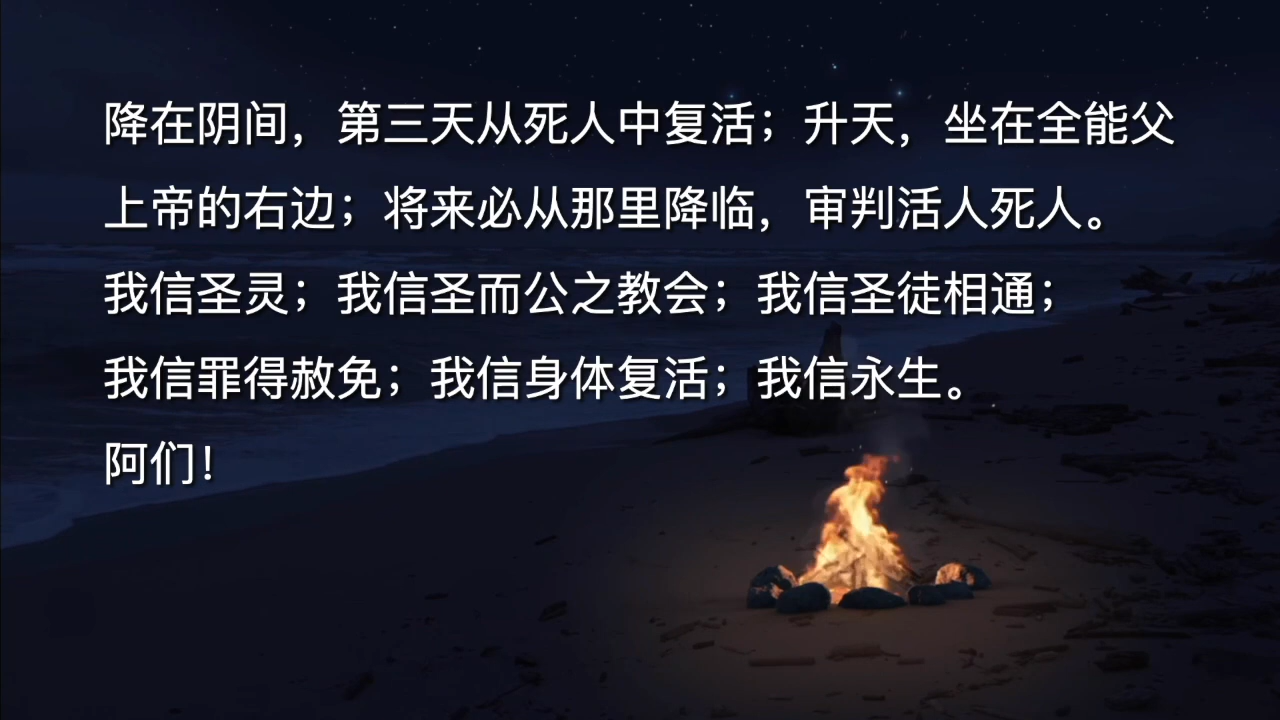 降在阴间，第三天从死人中复活；升天，坐在全能父
上帝的右边；将来必从那里降临，审判活人死人。
我信圣灵；我信圣而公之教会；我信圣徒相通；
我信罪得赦免；我信身体复活；我信永生。
阿们！